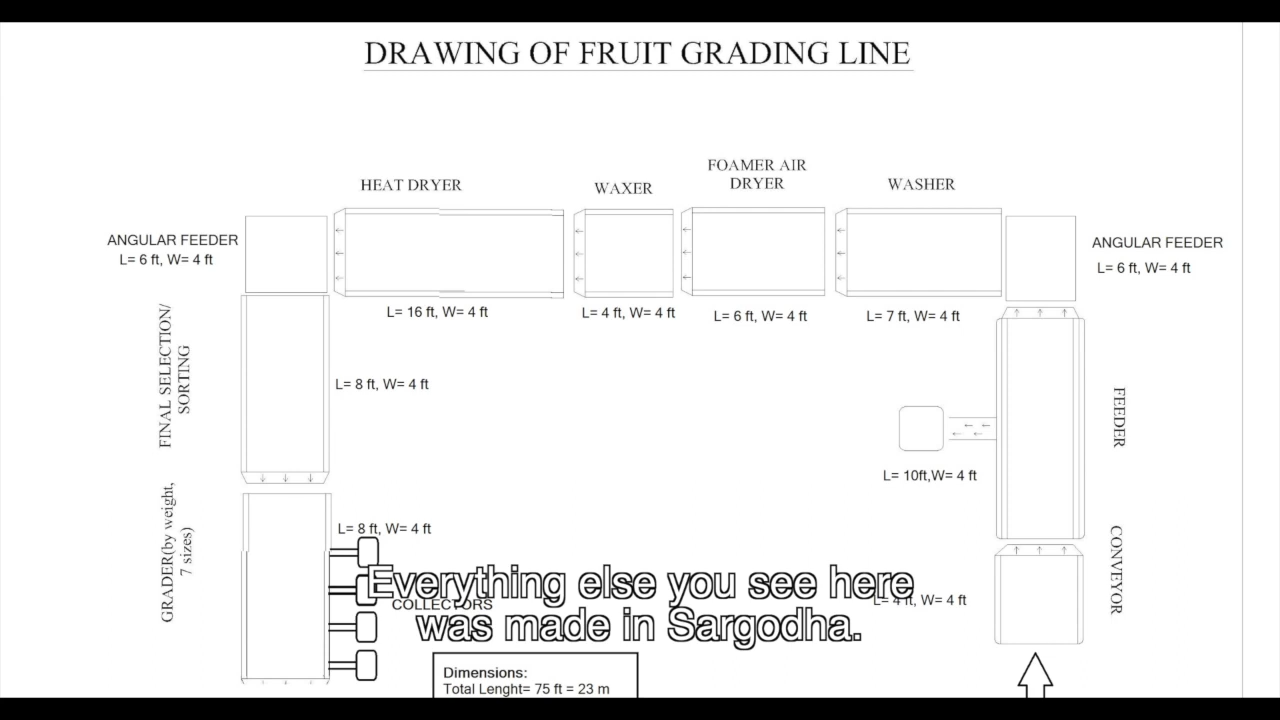 DRAWING OF FRUIT GRADING LINE
HEAT DRYER
WAXER
FOAMER AIR
DRYER
WASHER
ANGULAR FEEDER
L= 6 ft, W= 4 ft
ANGULAR FEEDER
L= 6 ft, W= 4 ft
L= 16 ft, W= 4 ft
L= 4 ft, W= 4 ft
L= 6 ft, W= 4 ft
L= 7 ft, W= 4 ft
FINAL SELECTION/
SORTING
L= 8 ft, W= 4 ft
FEEDER
L= 10ft,W= 4 ft
GRADER(by weight,
7 sizes)
L= 8 ft, W= 4 ft
CONVEYOR
L= 4 ft, W= 4 ft
COLLECTORS
Everything else you see here
was made in Sargodha.
Dimensions:
Total Lenght= 75 ft = 23 m